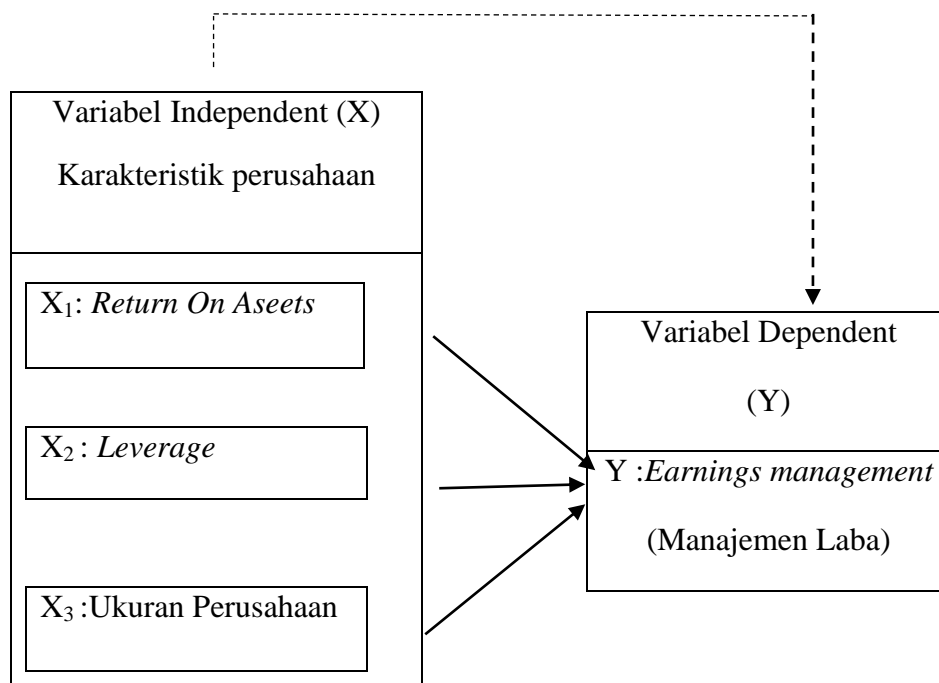 Variabel Independent (X)
Karakteristik perusahaan
X₁: Return On Aseets
X₂ : Leverage
X₃ :Ukuran Perusahaan
Variabel Dependent
(Y)
Y :Earnings management
(Manajemen Laba)